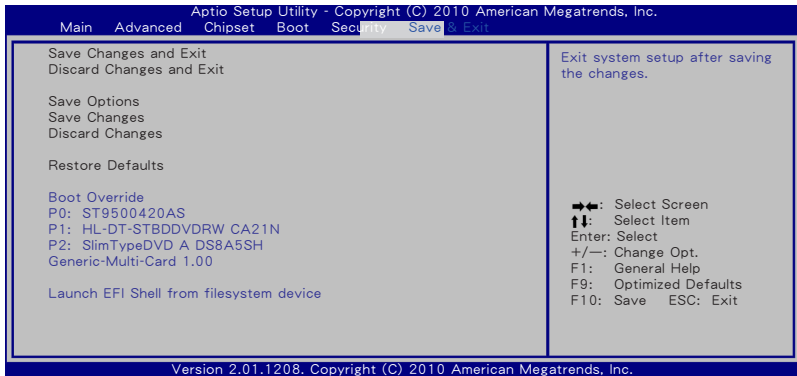 Aptio Setup Utility - Copyright (C) 2010 American Megatrends, Inc.
Main Advanced Chipset Boot Security Save & Exit
Save Changes and Exit
Discard Changes and Exit
Save Options
Save Changes
Discard Changes
Restore Defaults
Boot Override
P0: ST9500420AS
P1: HL-DT-STBDDVDRW CA21N
P2: SlimTypeDVD A DS8A5SH
Generic-Multi-Card 1.00
Launch EFI Shell from filesystem device
Exit system setup after saving
the changes.
→←: Select Screen
↑↓: Select Item
Enter: Select
+/—: Change Opt.
F1: General Help
F9: Optimized Defaults
F10: Save ESC: Exit
Version 2.01.1208. Copyright (C) 2010 American Megatrends, Inc.